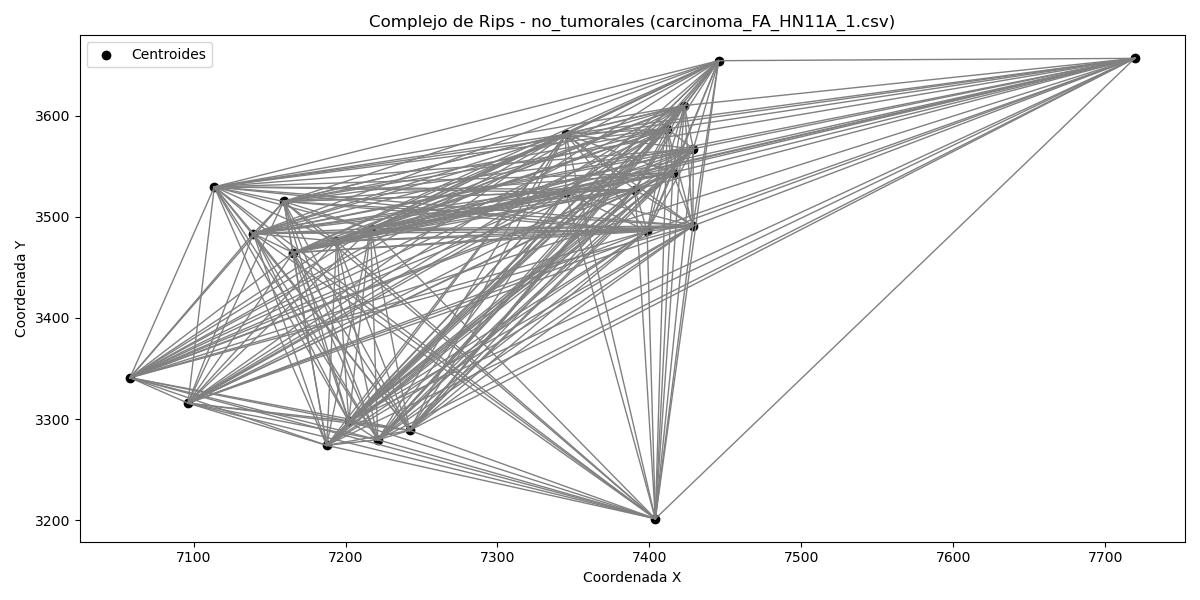 Complejo de Rips - no_tumorales (carcinoma_FA_HN11A_1.csv)
Centroides
Coordenada Y
3600
3500
3400
3300
3200
7100 7200 7300 7400 7500 7600 7700
Coordenada X